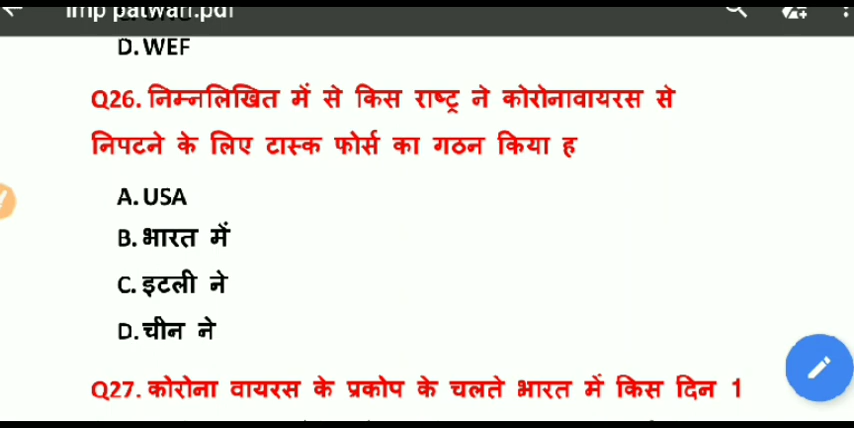 imp patwari.pdf
D. WEF
Q26. निम्नलिखित में से किस राष्ट्र ने कोरोनावायरस से
निपटने के लिए टास्क फोर्स का गठन किया ह
A. USA
B. भारत में
C. इटली ने
D. चीन ने
Q27. कोरोना वायरस के प्रकोप के चलते भारत में किस दिन 1